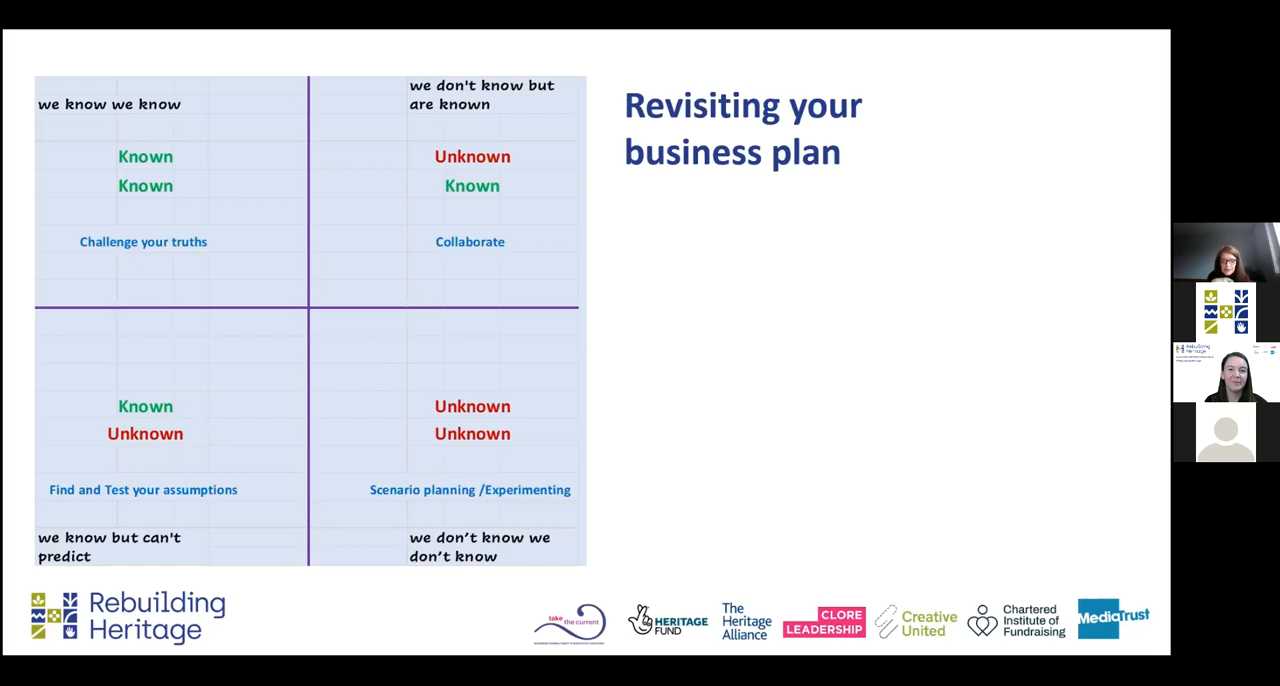 we know we know
we don't know but
are known
Known
Known
Unknown
Known
Challenge your truths
Collaborate
Known
Unknown
Unknown
Unknown
Find and Test your assumptions
Scenario planning /Experimenting
we know but can't
predict
we don’t know we
don’t know
Revisiting your
business plan
Rebuilding
Heritage
take the current
HERITAGE
FUND
The
Heritage
Alliance
CLORE
LEADERSHIP
Creative
United
Chartered
Institute of
Fundraising
MediaTrust
Rebuilding
Heritage